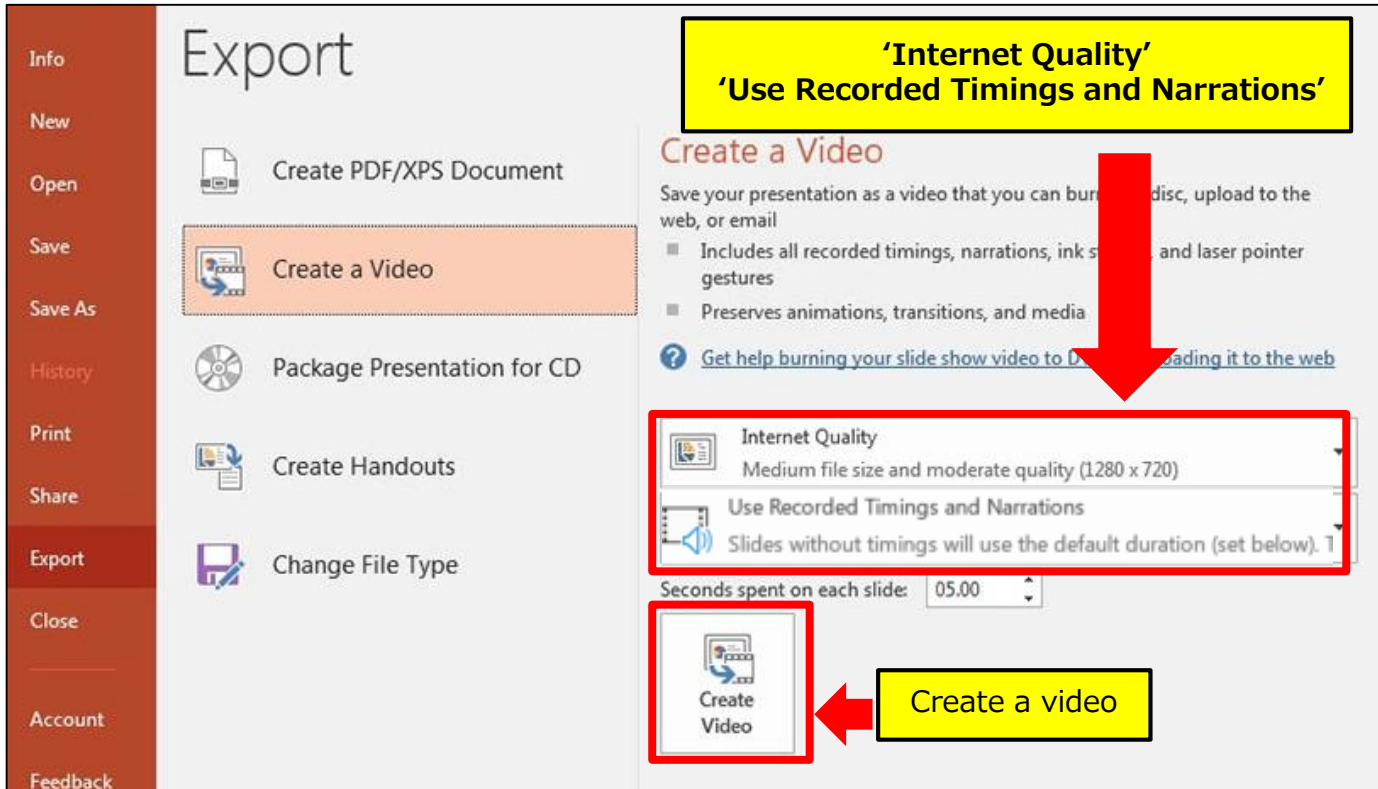 Info
New
Open
Save
Save As
History
Print
Share
Export
Close
Account
Feedback
Export
Create PDF/XPS Document
Create a Video
Package Presentation for CD
Create Handouts
Change File Type
‘Internet Quality’
‘Use Recorded Timings and Narrations’
Create a Video
Save your presentation as a video that you can burn disc, upload to the
web, or email
Includes all recorded timings, narrations, ink and laser pointer
gestures
Preserves animations, transitions, and media
Get help burning your slide show video to it to the web
Internet Quality
Medium file size and moderate quality (1280 x 720)
Use Recorded Timings and Narrations
Slides without timings will use the default duration (set below).
Seconds spent on each slide: 05.00
Create
Video
Create a video